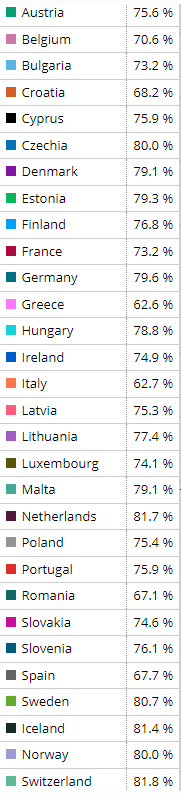 Austria 75.6 %
Belgium 70.6 %
Bulgaria 73.2 %
Croatia 68.2 %
Cyprus 75.9 %
Czechia 80.0 %
Denmark 79.1 %
Estonia 79.3 %
Finland 76.8 %
France 73.2 %
Germany 79.6 %
Greece 62.6 %
Hungary 78.8 %
Ireland 74.9 %
Italy 62.7 %
Latvia 75.3 %
Lithuania 77.4 %
Luxembourg 74.1 %
Malta 79.1 %
Netherlands 81.7 %
Poland 75.4 %
Portugal 75.9 %
Romania 67.1 %
Slovakia 74.6 %
Slovenia 76.1 %
Spain 67.7 %
Sweden 80.7 %
Iceland 81.4 %
Norway 80.0 %
Switzerland 81.8 %